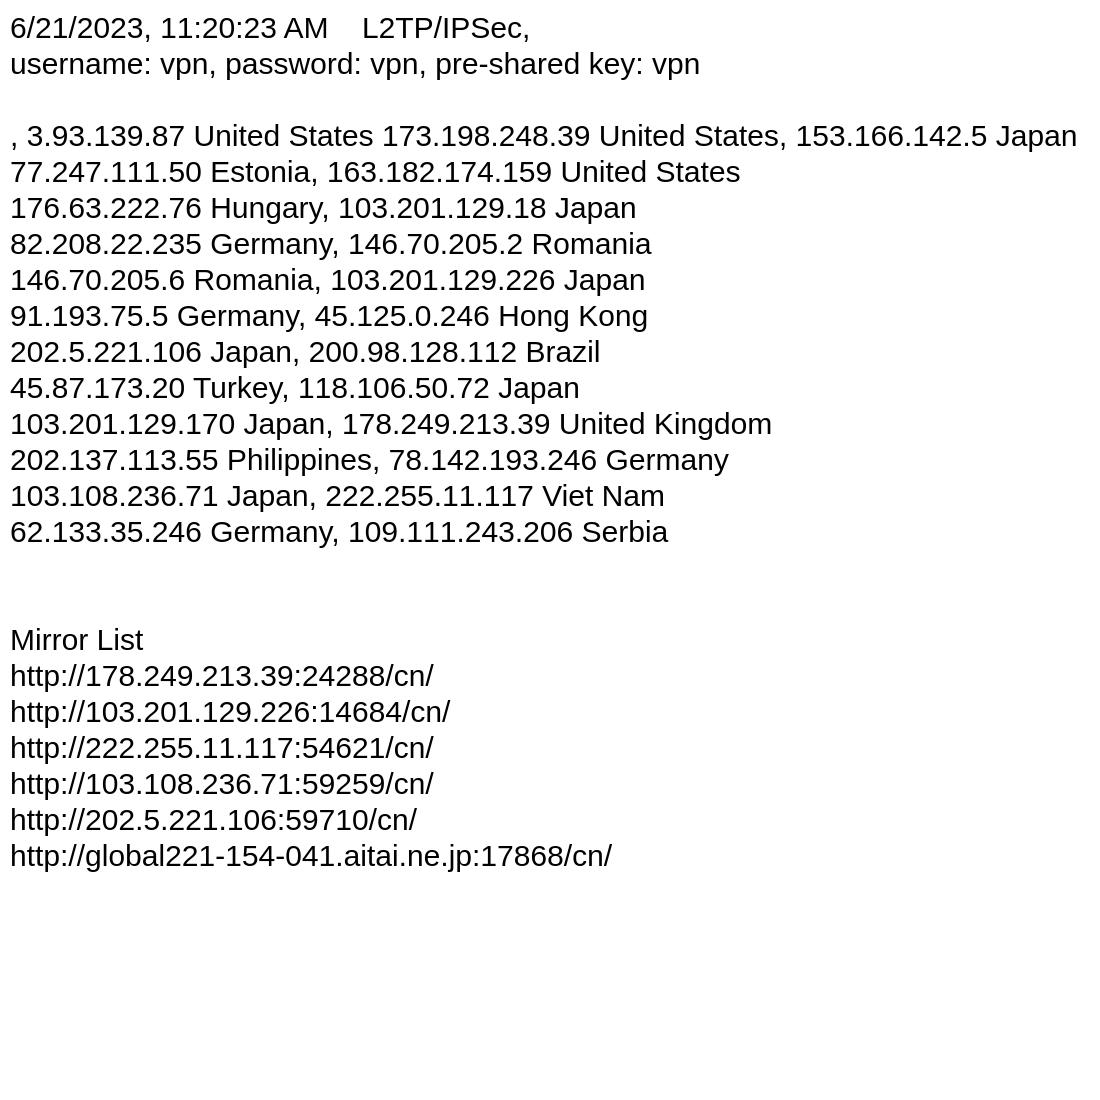 6/21/2023, 11:20:23 AM    L2TP/IPSec,
username: vpn, password: vpn, pre-shared key: vpn
, 3.93.139.87 United States 173.198.248.39 United States, 153.166.142.5 Japan
77.247.111.50 Estonia, 163.182.174.159 United States
176.63.222.76 Hungary, 103.201.129.18 Japan
82.208.22.235 Germany, 146.70.205.2 Romania
146.70.205.6 Romania, 103.201.129.226 Japan
91.193.75.5 Germany, 45.125.0.246 Hong Kong
202.5.221.106 Japan, 200.98.128.112 Brazil
45.87.173.20 Turkey, 118.106.50.72 Japan
103.201.129.170 Japan, 178.249.213.39 United Kingdom
202.137.113.55 Philippines, 78.142.193.246 Germany
103.108.236.71 Japan, 222.255.11.117 Viet Nam
62.133.35.246 Germany, 109.111.243.206 Serbia
Mirror List
http://178.249.213.39:24288/cn/
http://103.201.129.226:14684/cn/
http://222.255.11.117:54621/cn/
http://103.108.236.71:59259/cn/
http://202.5.221.106:59710/cn/
http://global221-154-041.aitai.ne.jp:17868/cn/